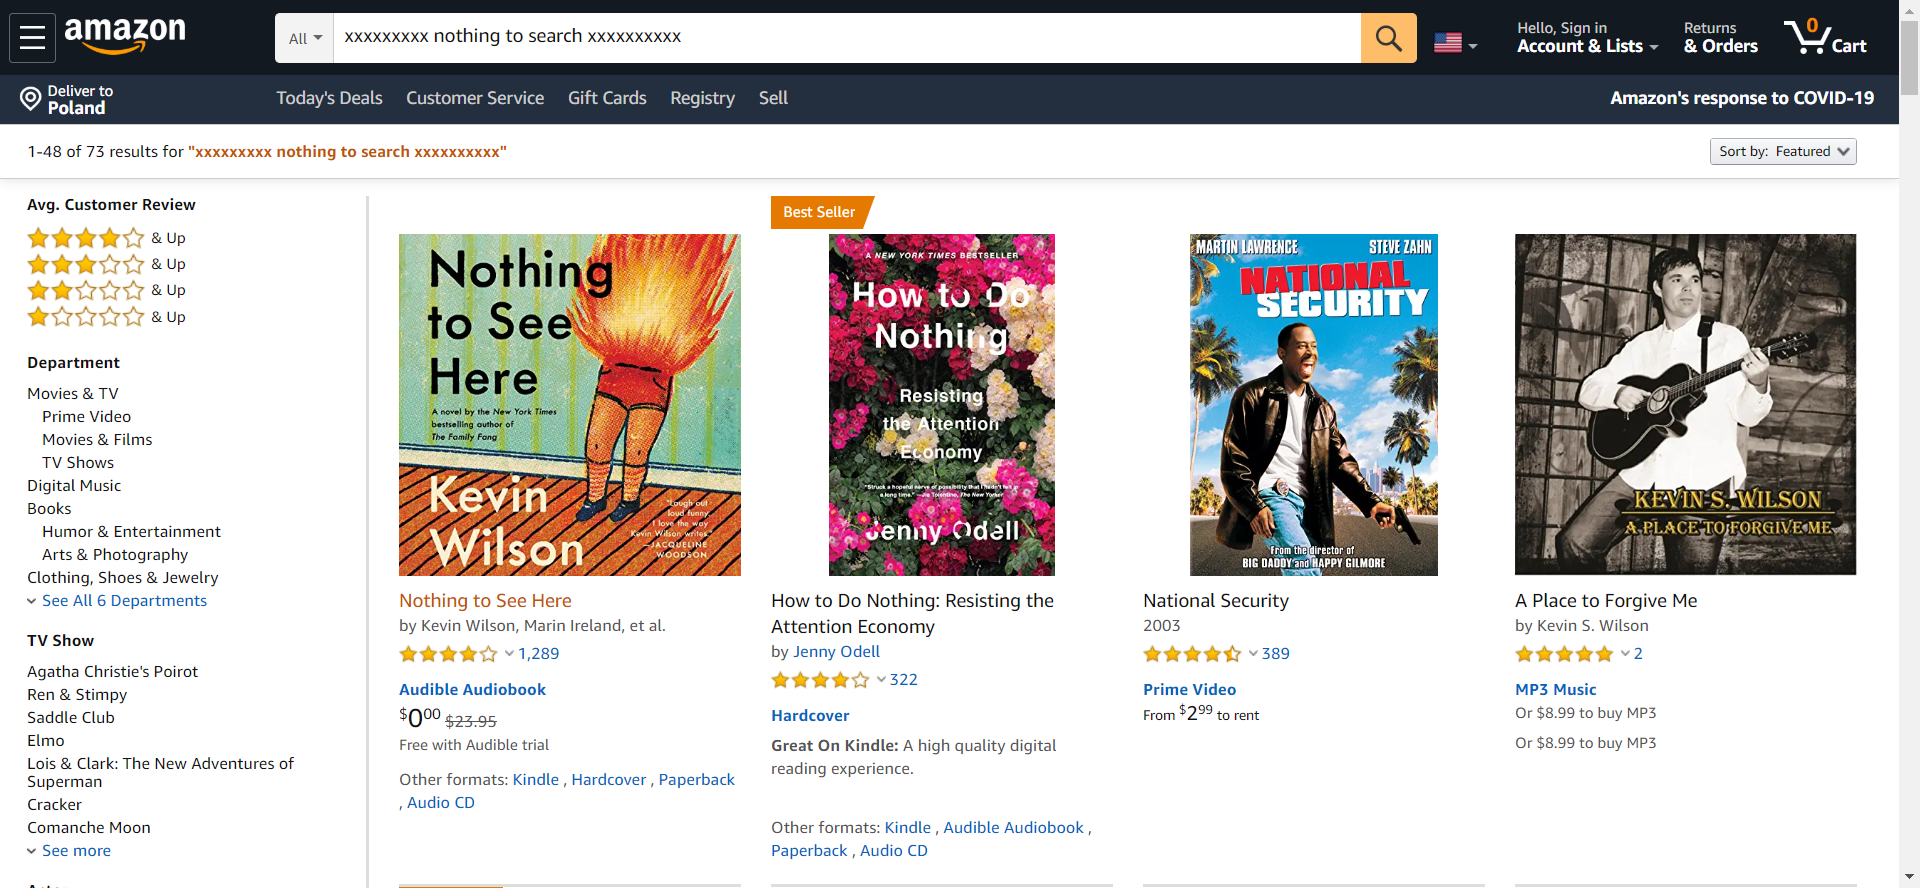 amazon
All
xxxxxxxxx nothing to search xxxxxxxxxx
Hello, Sign in
Account & Lists
Returns
& Orders
0
Cart
Deliver to
Poland
Today's Deals
Customer Service
Gift Cards
Registry
Sell
Amazon's response to COVID-19
1-48 of 73 results for "xxxxxxxxx nothing to search xxxxxxxxxx"
Sort by: Featured
Avg. Customer Review
& Up
& Up
& Up
& Up
Department
Movies & TV
Prime Video
Movies & Films
TV Shows
Digital Music
Books
Humor & Entertainment
Arts & Photography
Clothing, Shoes & Jewelry
See All 6 Departments
TV Show
Agatha Christie's Poirot
Ren & Stimpy
Saddle Club
Elmo
Lois & Clark: The New Adventures of
Superman
Cracker
Comanche Moon
See more
Nothing
to See
Here
A novel by the New York Times
bestselling author of
The Family Fang
Kevin
Wilson
"Laugh out
loud funny.
I love the way
Kevin Wilson writes."
—JACQUELINE
WOODSON
Nothing to See Here
by Kevin Wilson, Marin Ireland, et al.
1,289
Audible Audiobook
$0.00 $23.95
Free with Audible trial
Other formats: Kindle , Hardcover , Paperback
, Audio CD
Best Seller
A NEW YORK TIMES BESTSELLER
How to Do
Nothing
Resisting
the Attention
Economy
"Struck a hopeful nerve of possibility that I hadn't felt in
a long time." —Jia Tolentino, The New Yorker
Jenny Odell
How to Do Nothing: Resisting the
Attention Economy
by Jenny Odell
322
Hardcover
Great On Kindle: A high quality digital
reading experience.
Other formats: Kindle , Audible Audiobook ,
Paperback , Audio CD
MARTIN LAWRENCE STEVE ZAHN
NATIONAL
SECURITY
From the director of
BIG DADDY and HAPPY GILMORE
National Security
2003
389
Prime Video
From $2.99 to rent
KEVIN S. WILSON
A PLACE TO FORGIVE ME
A Place to Forgive Me
by Kevin S. Wilson
2
MP3 Music
Or $8.99 to buy MP3
Or $8.99 to buy MP3